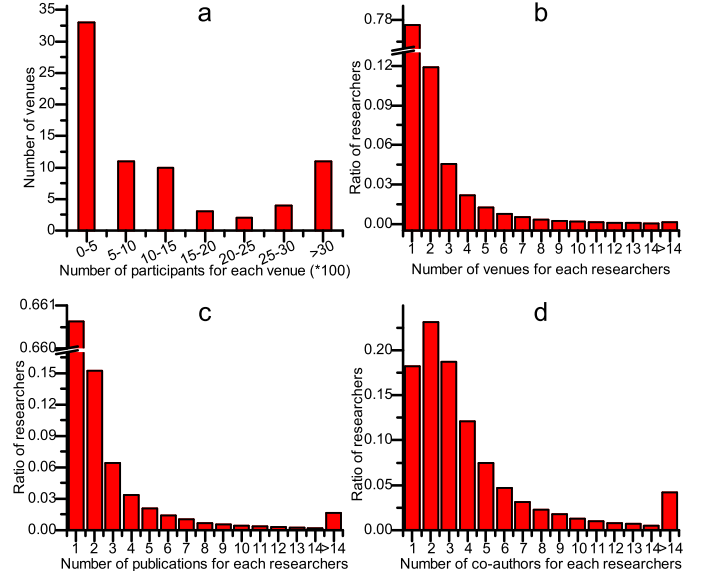 a
35
30
25
20
15
10
5
0
Number of venues
0-5 5-10 10-15 15-20 20-25 25-30 >30
Number of participants for each venue (*100)
b
0.78
0.12
0.09
0.06
0.03
0.00
Ratio of researchers
1 2 3 4 5 6 7 8 9 10 11 12 13 14 >14
Number of venues for each researchers
c
0.661
0.660
0.15
0.12
0.09
0.06
0.03
0.00
Ratio of researchers
1 2 3 4 5 6 7 8 9 10 11 12 13 14 >14
Number of publications for each researchers
d
0.20
0.15
0.10
0.05
0.00
Ratio of researchers
1 2 3 4 5 6 7 8 9 10 11 12 13 14 >14
Number of co-authors for each researchers